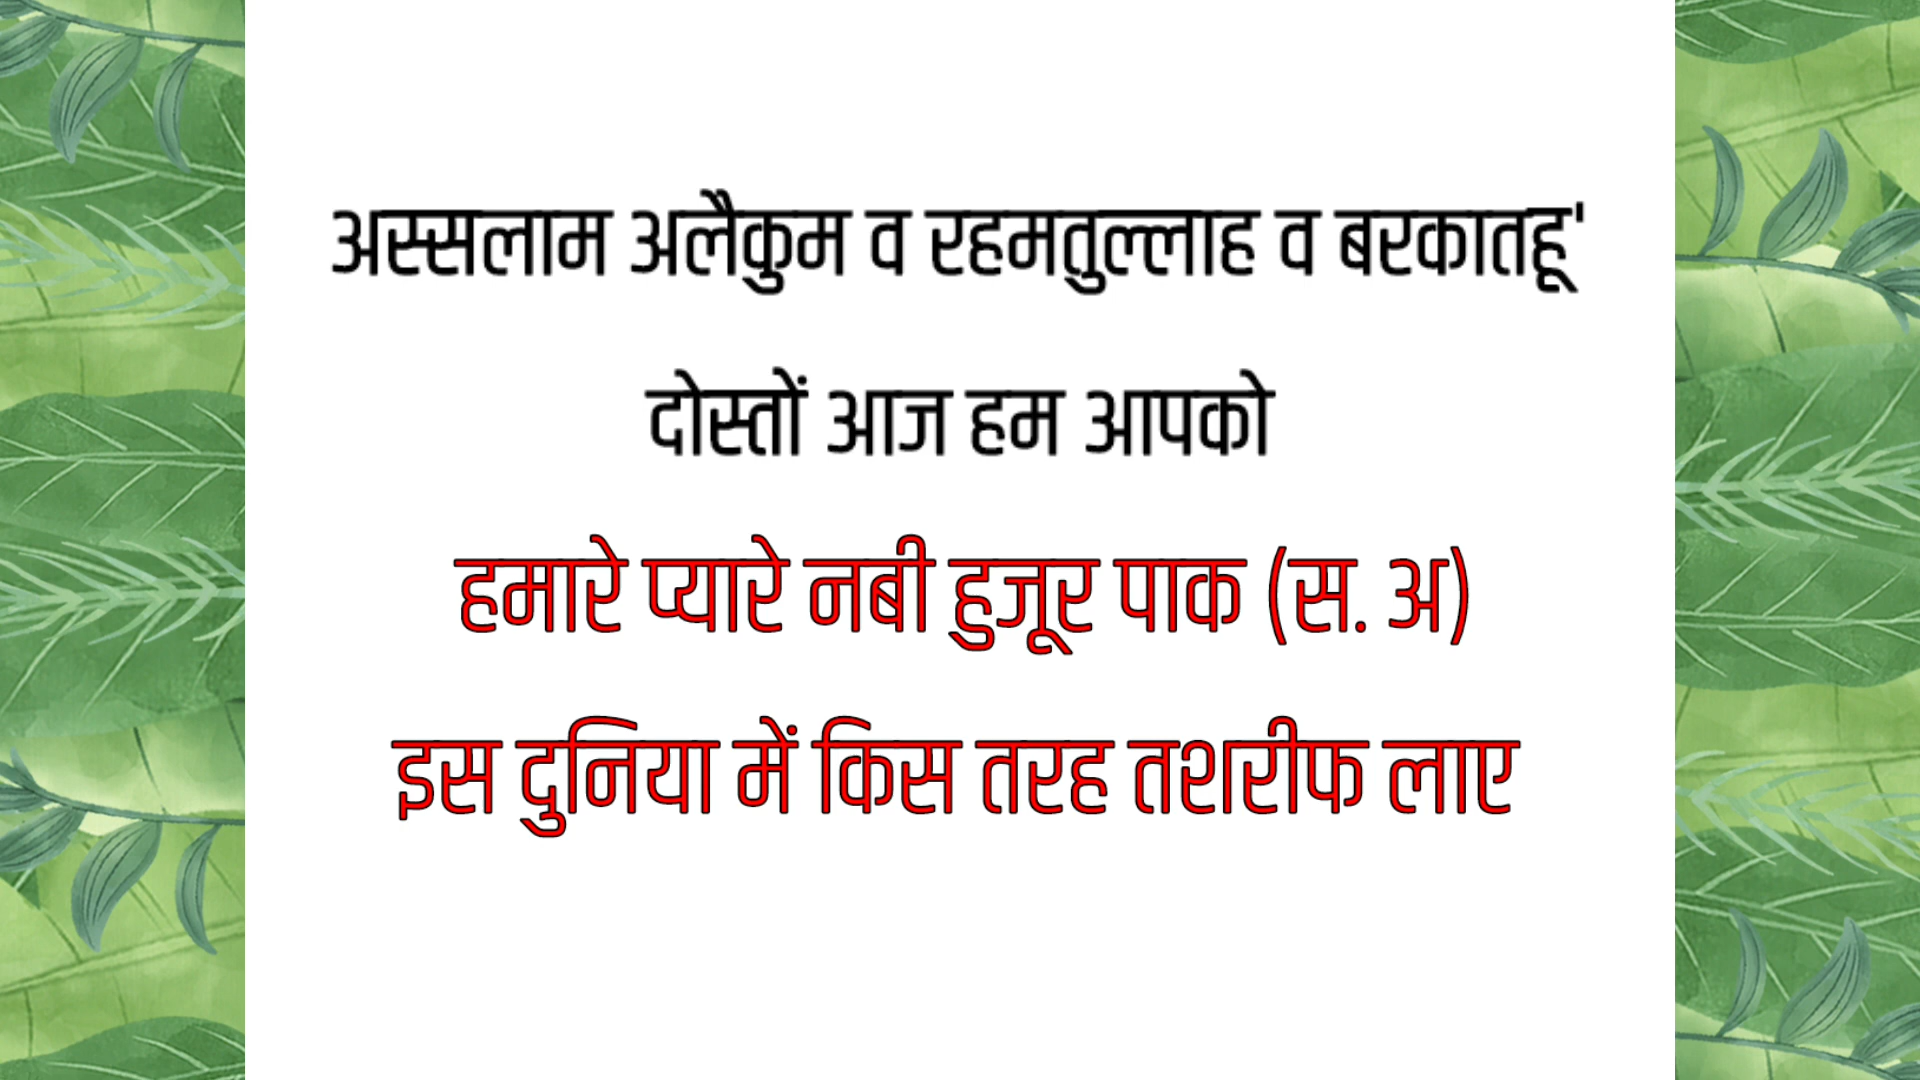 अस्सलाम अलैकुम व रहमतुल्लाह व बरकातहू'
दोस्तों आज हम आपको
हमारे प्यारे नबी हुजूर पाक (स. अ)
इस दुनिया में किस तरह तशरीफ लाए